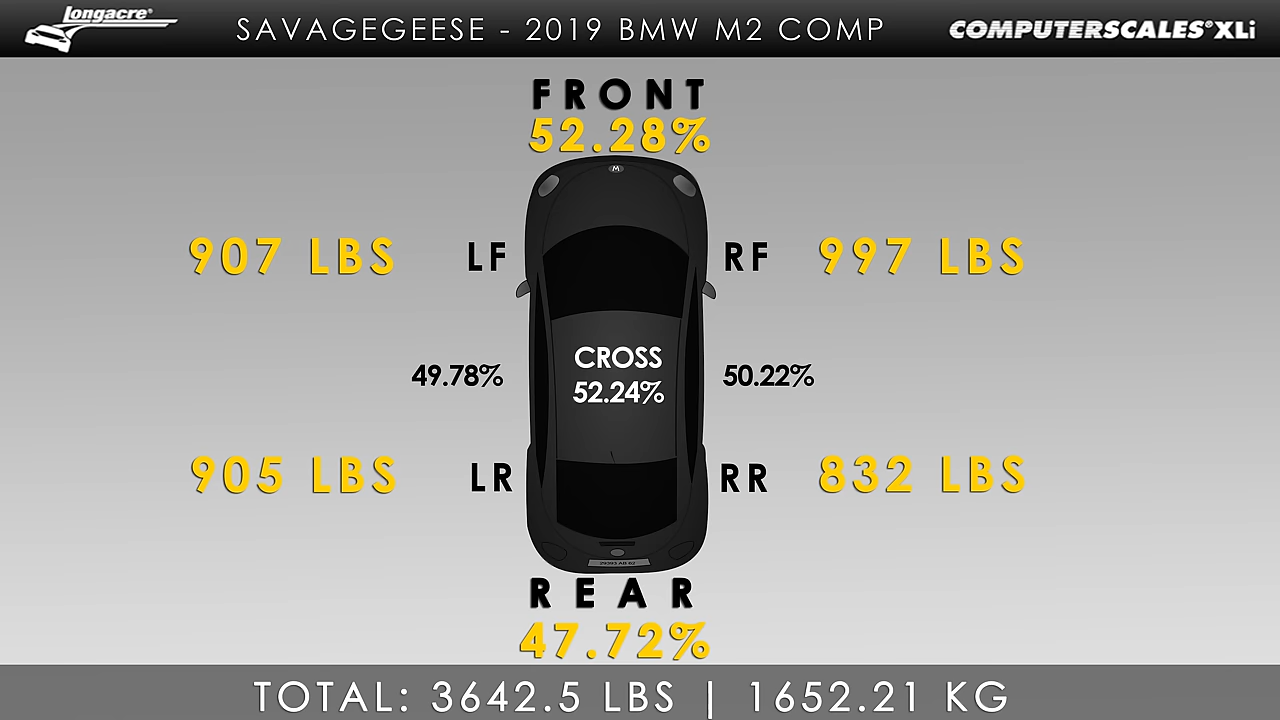 Longacre®
SAVAGEGEESE - 2019 BMW M2 COMP
COMPUTERSCALES® XLi
FRONT
52.28%
M
907 LBS LF RF 997 LBS
CROSS
49.78% 52.24% 50.22%
905 LBS LR RR 832 LBS
REAR
47.72%
TOTAL: 3642.5 LBS | 1652.21 KG